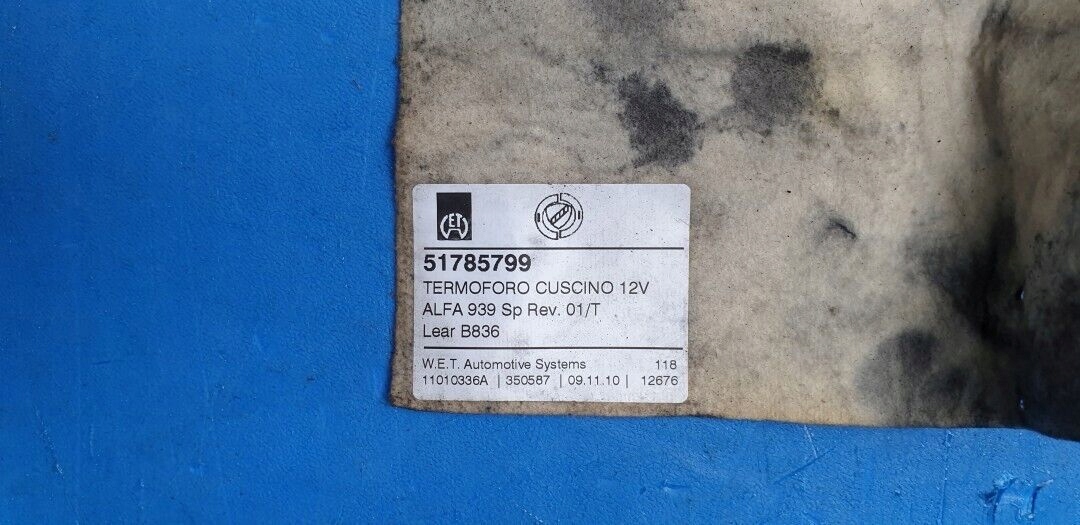 WET
51785799
TERMOFORO CUSCINO 12V
ALFA 939 Sp Rev. 01/T
Lear B836
W.E.T. Automotive Systems 118
11010336A | 350587 | 09.11.10 | 12676